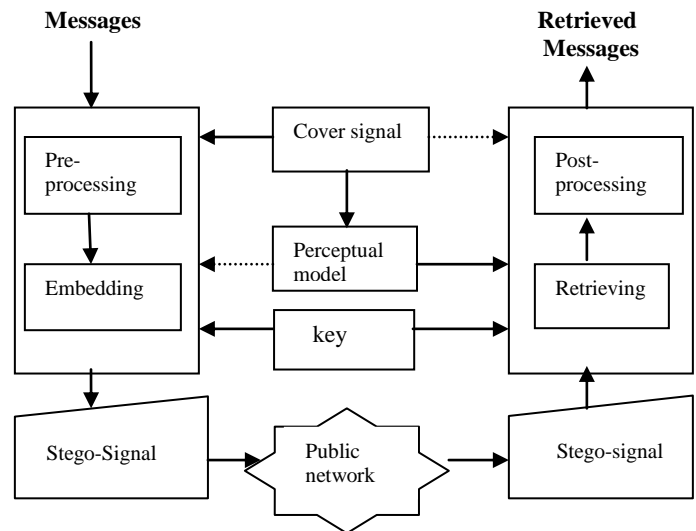 Messages
Retrieved
Messages
Cover signal
Pre-
processing
Post-
processing
Perceptual
model
Embedding
Retrieving
key
Stego-Signal
Public
network
Stego-signal